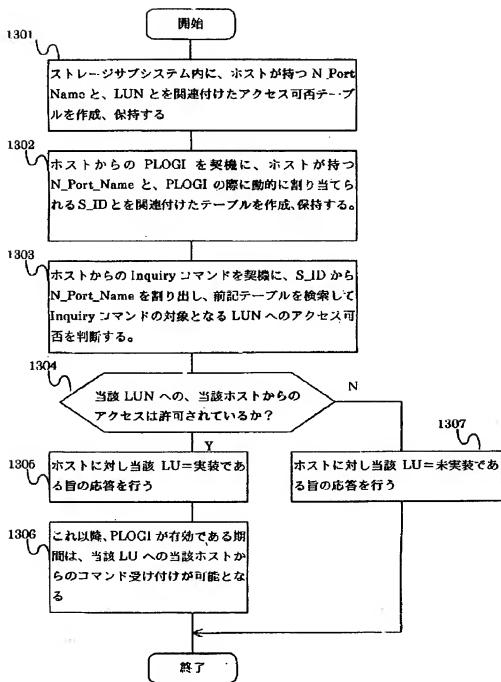 開始
1301
ストレージサブシステム内に、ホストが持つ N_Port
Name と、LUN とを関連付けたアクセス可否テーブ
ルを作成、保持する
1302
ホストからの PLOGI を契機に、ホストが持つ
N_Port_Name と、PLOGI の際に動的に割り当てら
れるS_IDとを関連付けたテーブルを作成、保持する。
1303
ホストからの Inquiry コマンドを契機に、S_ID から
N_Port_Name を割り出し、前記テーブルを検索して
Inquiry コマンドの対象となる LUN へのアクセス可
否を判断する。
1304
当該 LUN への、当該ホストからの
アクセスは許可されているか？
N
Y
1306
ホストに対し当該 LU＝実装であ
る旨の応答を行う
1307
ホストに対し当該 LU＝未実装であ
る旨の応答を行う
1306
これ以降、PLOGI が有効である期
間は、当該 LU への当該ホストか
らのコマンド受け付けが可能とな
る
終了